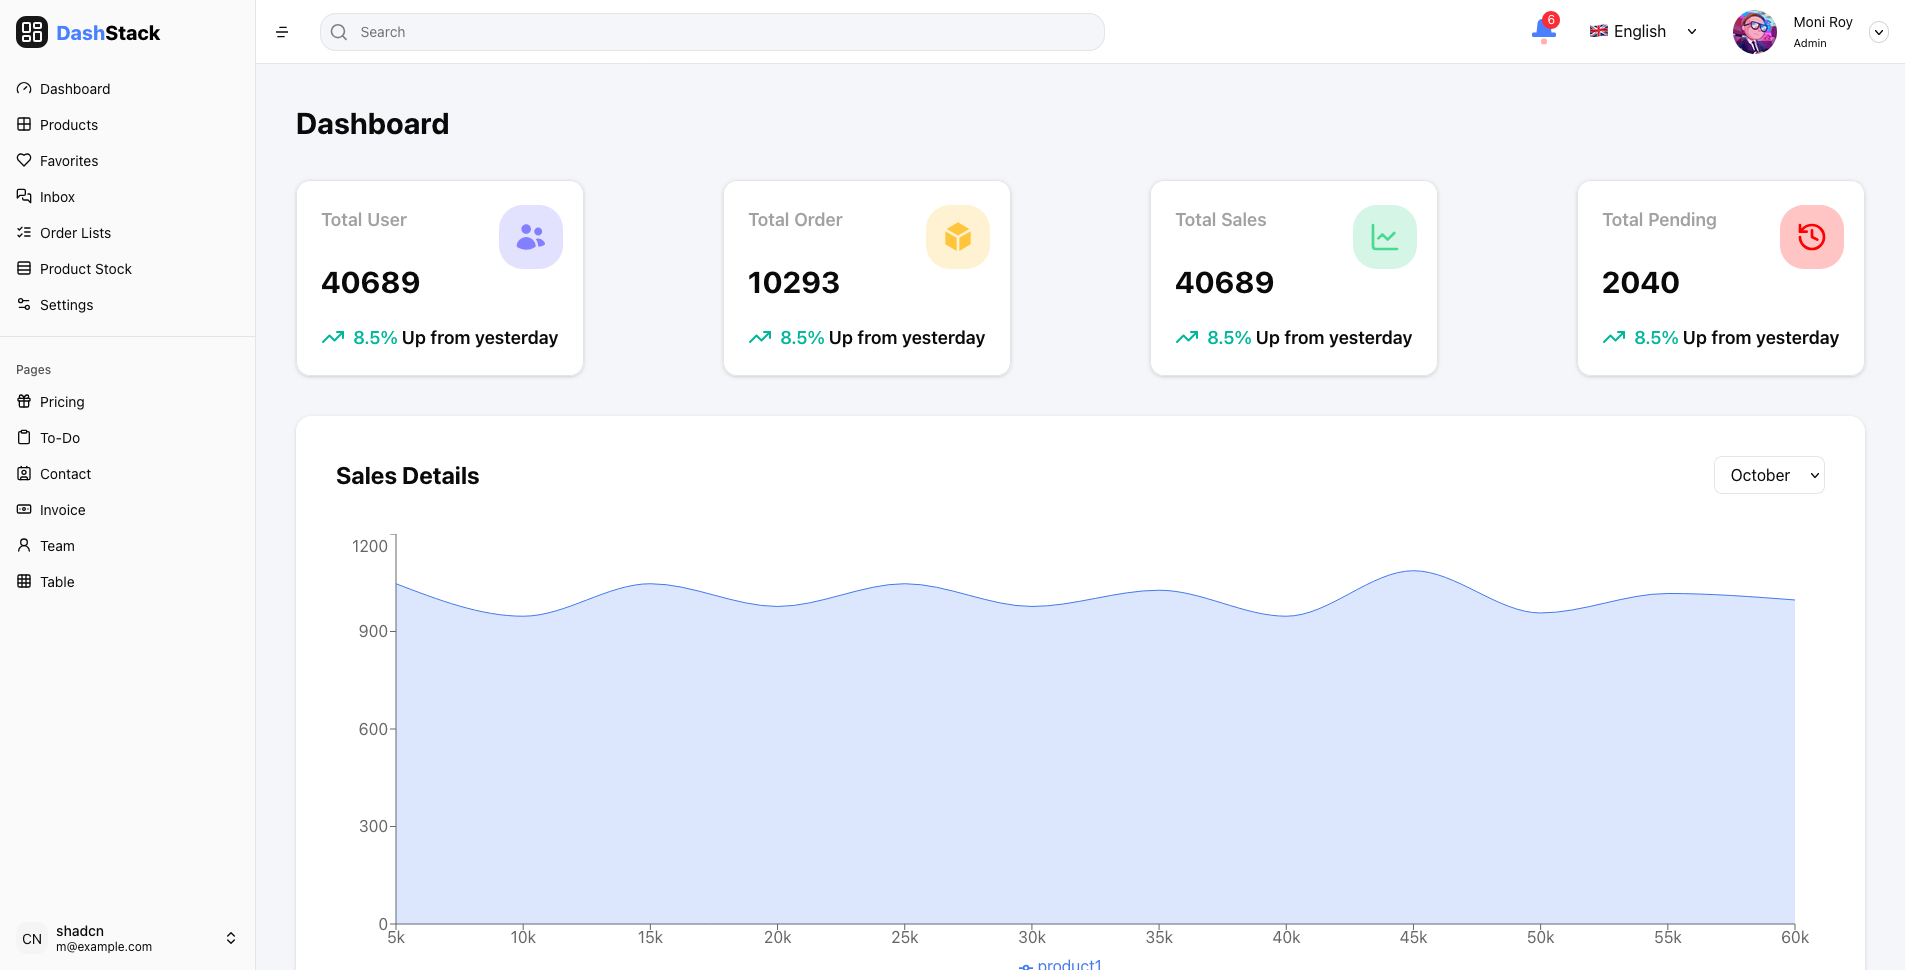 DashStack
Dashboard
Products
Favorites
Inbox
Order Lists
Product Stock
Settings
Pages
Pricing
To-Do
Contact
Invoice
Team
Table
CN
shadcn
m@example.com
Search
6
English
Moni Roy
Admin
Dashboard
Total User
40689
8.5% Up from yesterday
Total Order
10293
8.5% Up from yesterday
Total Sales
40689
8.5% Up from yesterday
Total Pending
2040
8.5% Up from yesterday
Sales Details
October
1200
900
600
300
0
5k 10k 15k 20k 25k 30k 35k 40k 45k 50k 55k 60k
product1